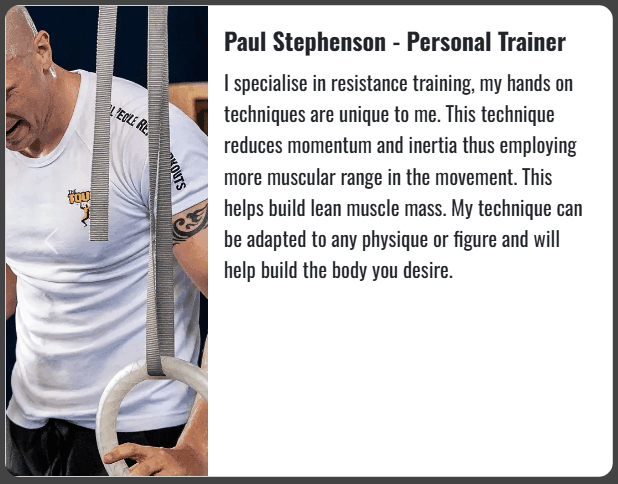 Paul Stephenson - Personal Trainer
I specialise in resistance training, my hands on
techniques are unique to me. This technique
reduces momentum and inertia thus employing
more muscular range in the movement. This
helps build lean muscle mass. My technique can
be adapted to any physique or figure and will
help build the body you desire.